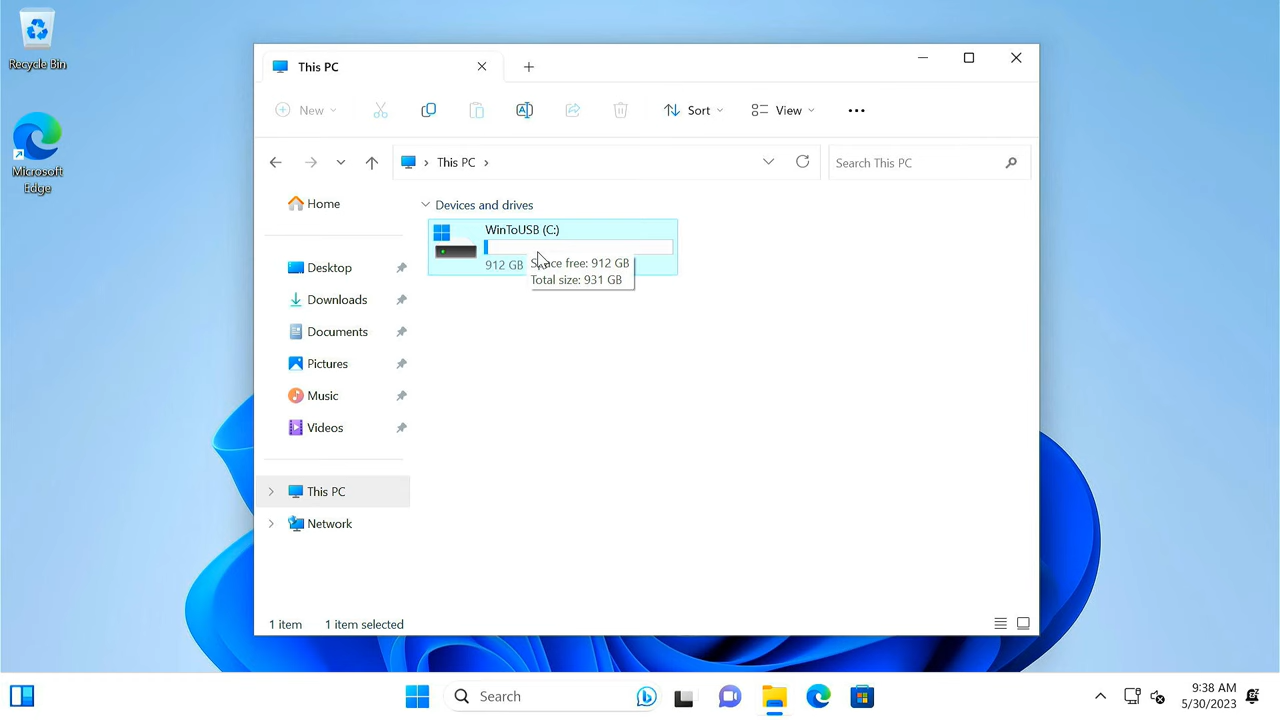 Recycle Bin
Microsoft
Edge
This PC
New
Sort
View
This PC
Search This PC
Home
Desktop
Downloads
Documents
Pictures
Music
Videos
This PC
Network
Devices and drives
WinToUSB (C:)
912 GB
Space free: 912 GB
Total size: 931 GB
1 item
1 item selected
Search
9:38 AM
5/30/2023